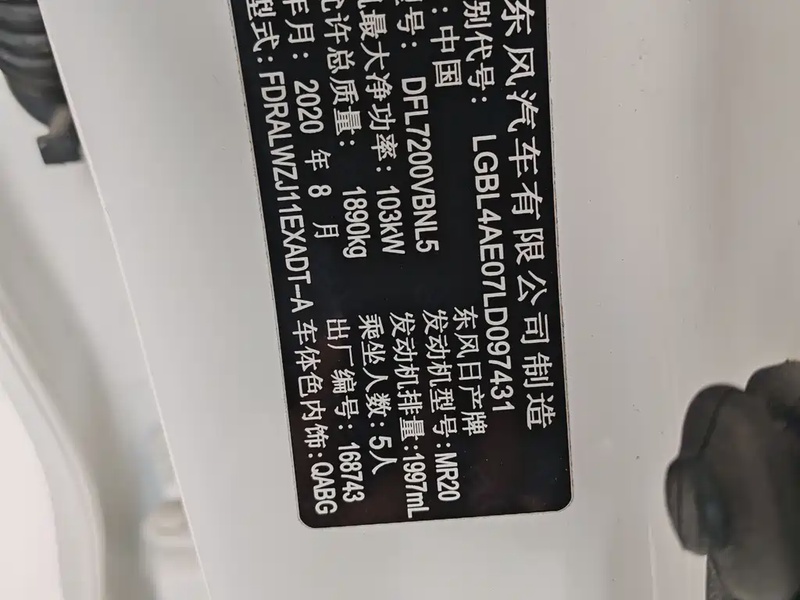 东风汽车有限公司制造
别代号: LGBL4AE07LD097431
: 中国 东风日产牌
号: DFL7200VBNL5 发动机型号: MR20
机最大净功率: 103kW 发动机排量: 1997mL
允许总质量: 1890kg 乘坐人数: 5人
年月: 2020 年 8 月 出厂编号: 168743
型式: FDRALWZJ11EXADT-A 车体色内饰: QABG